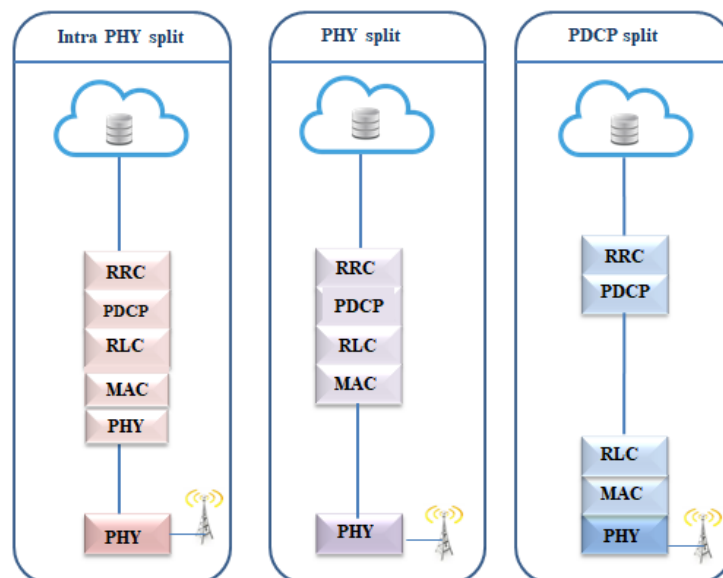 Intra PHY split
RRC
PDCP
RLC
MAC
PHY
PHY
PHY split
RRC
PDCP
RLC
MAC
PHY
PDCP split
RRC
PDCP
RLC
MAC
PHY